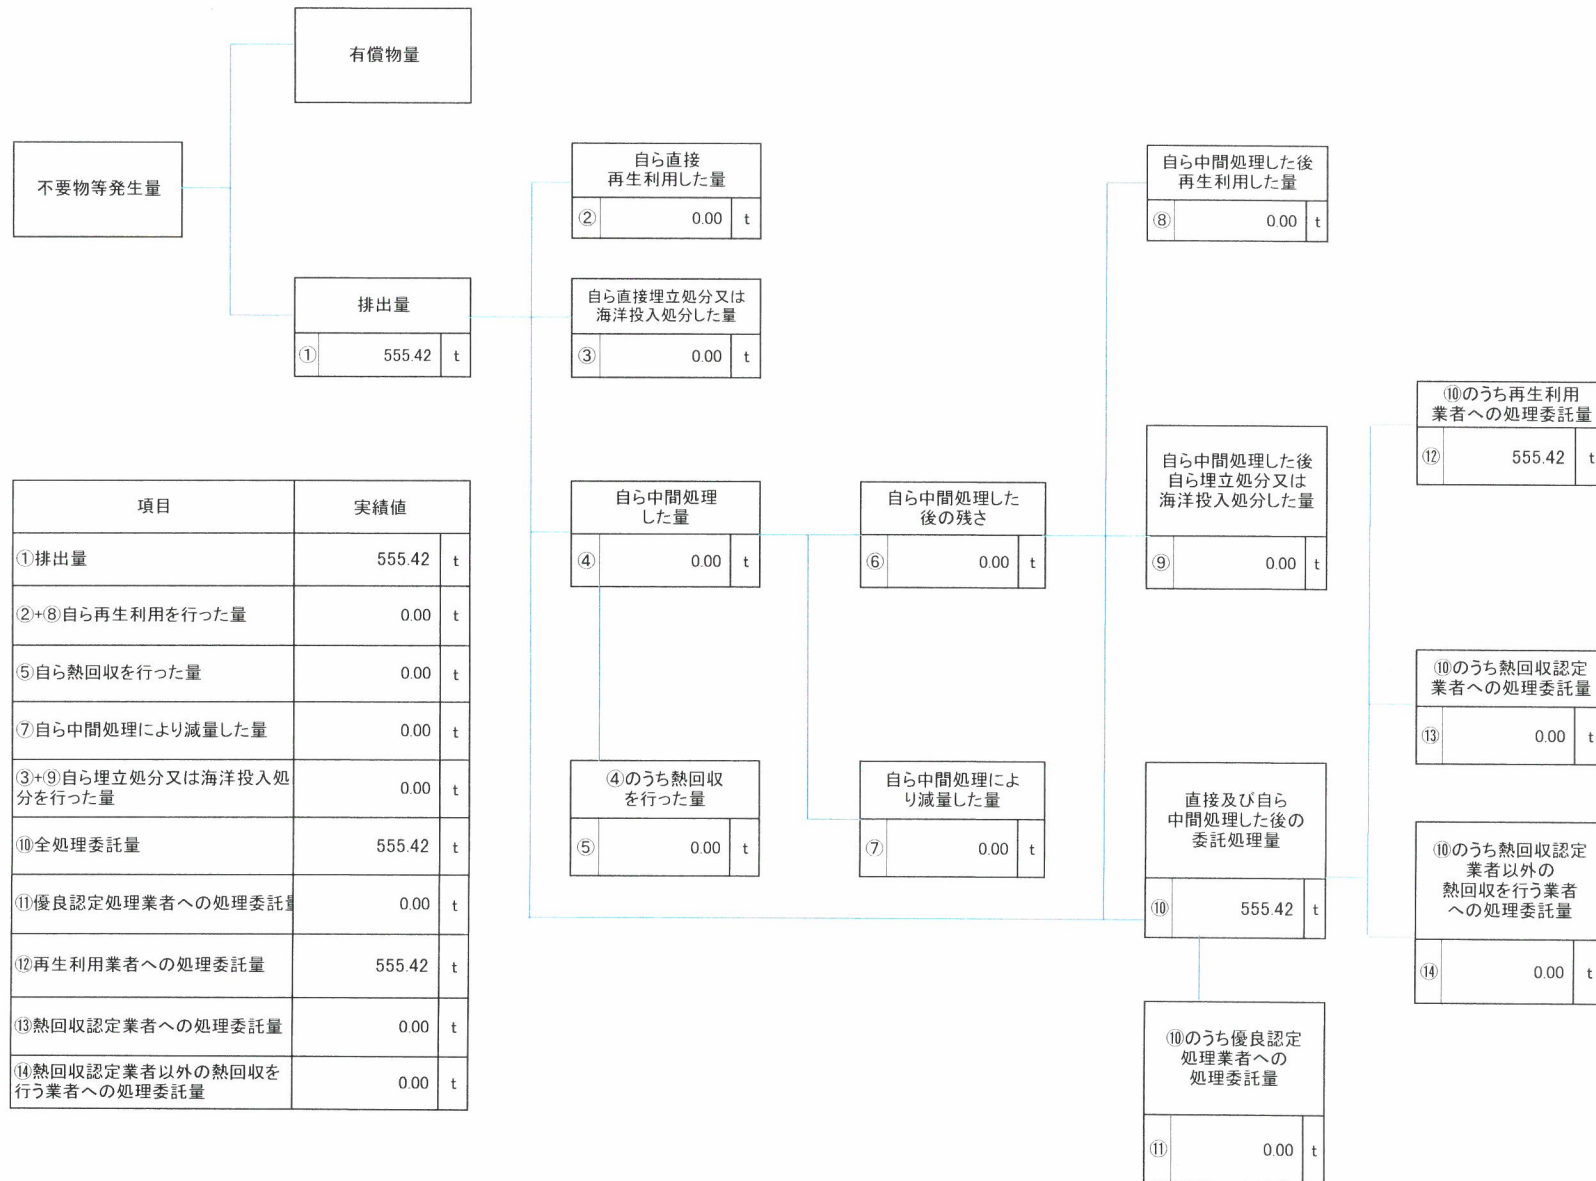 有償物量
不要物等発生量
排出量
① 555.42 t
自ら直接
再生利用した量
② 0.00 t
自ら直接埋立処分又は
海洋投入処分した量
③ 0.00 t
自ら中間処理
した量
④ 0.00 t
④のうち熱回収
を行った量
⑤ 0.00 t
自ら中間処理した
後の残さ
⑥ 0.00 t
自ら中間処理によ
り減量した量
⑦ 0.00 t
自ら中間処理した後
再生利用した量
⑧ 0.00 t
自ら中間処理した後
自ら埋立処分又は
海洋投入処分した量
⑨ 0.00 t
直接及び自ら
中間処理した後の
委託処理量
⑩ 555.42 t
⑩のうち優良認定
処理業者への
処理委託量
⑪ 0.00 t
⑩のうち再生利用
業者への処理委託量
⑫ 555.42 t
⑩のうち熱回収認定
業者への処理委託量
⑬ 0.00 t
⑩のうち熱回収認定
業者以外の
熱回収を行う業者
への処理委託量
⑭ 0.00 t
項目 実績値
①排出量 555.42 t
②+⑧自ら再生利用を行った量 0.00 t
⑤自ら熱回収を行った量 0.00 t
⑦自ら中間処理により減量した量 0.00 t
③+⑨自ら埋立処分又は海洋投入処
分を行った量 0.00 t
⑩全処理委託量 555.42 t
⑪優良認定処理業者への処理委託量 0.00 t
⑫再生利用業者への処理委託量 555.42 t
⑬熱回収認定業者への処理委託量 0.00 t
⑭熱回収認定業者以外の熱回収を
行う業者への処理委託量 0.00 t